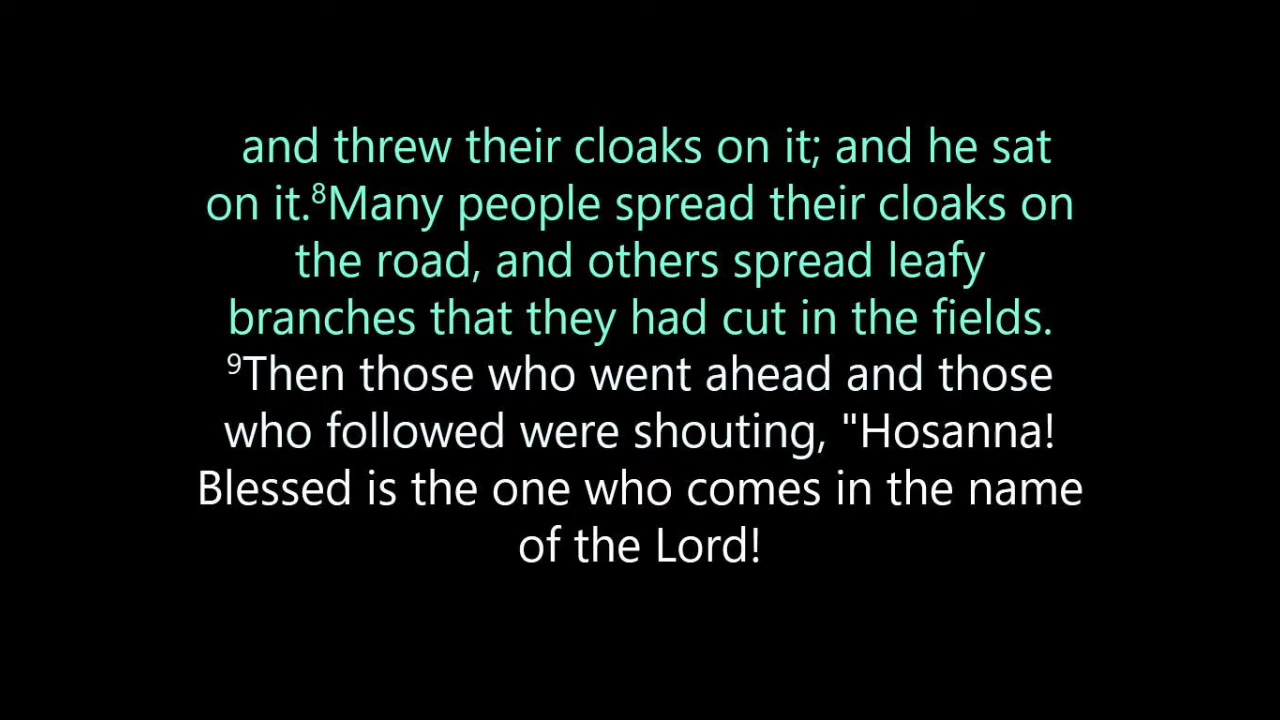 and threw their cloaks on it; and he sat
on it.⁸Many people spread their cloaks on
the road, and others spread leafy
branches that they had cut in the fields.
⁹Then those who went ahead and those
who followed were shouting, "Hosanna!
Blessed is the one who comes in the name
of the Lord!